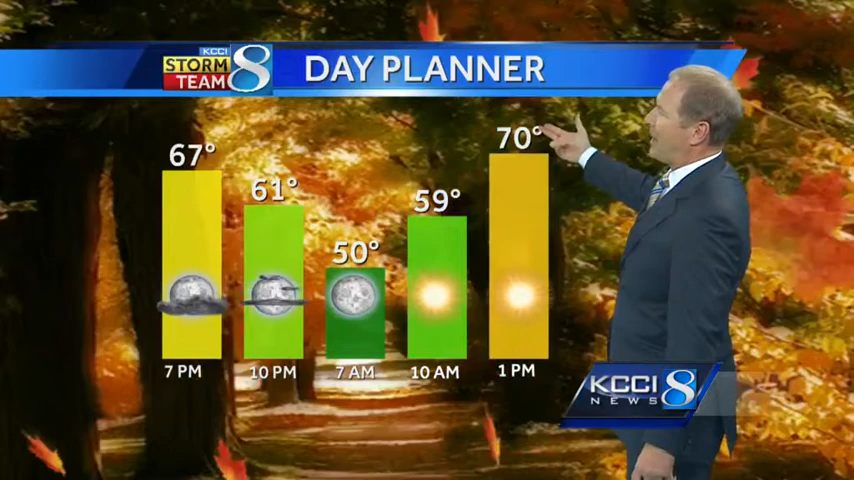 KCCI
STORM
TEAM
8
DAY PLANNER
67°
61°
50°
59°
70°
7 PM
10 PM
7 AM
10 AM
1 PM
KCCI 8
NEWS